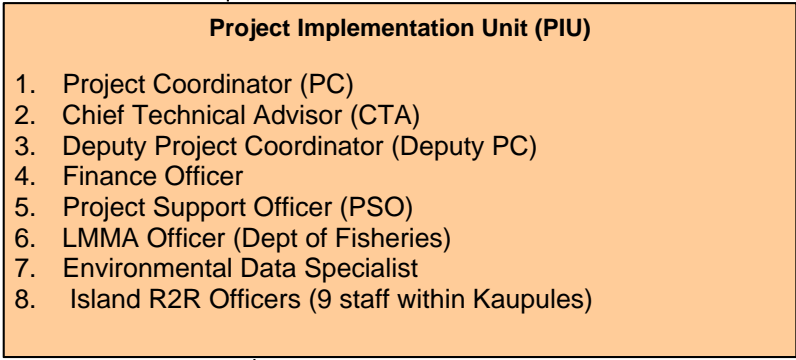 Project Implementation Unit (PIU)
1. Project Coordinator (PC)
2. Chief Technical Advisor (CTA)
3. Deputy Project Coordinator (Deputy PC)
4. Finance Officer
5. Project Support Officer (PSO)
6. LMMA Officer (Dept of Fisheries)
7. Environmental Data Specialist
8. Island R2R Officers (9 staff within Kaupules)